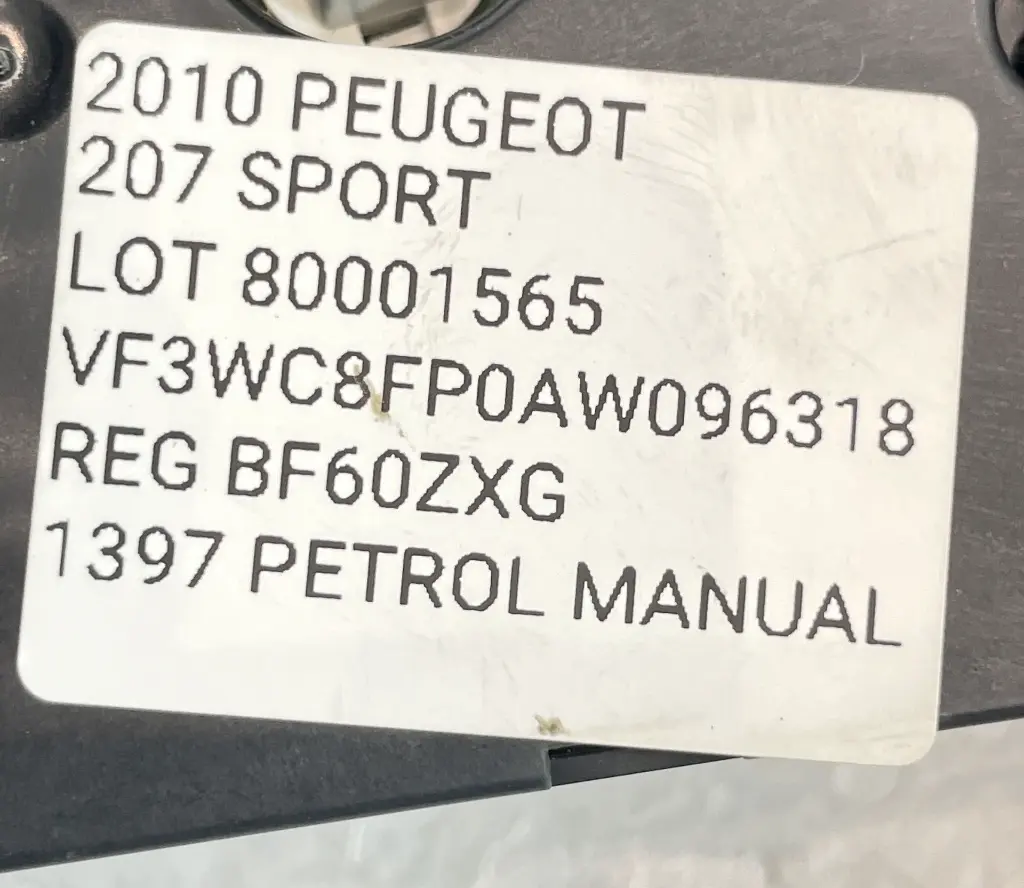 2010 PEUGEOT
207 SPORT
LOT 80001565
VF3WC8FP0AW096318
REG BF60ZXG
1397 PETROL MANUAL